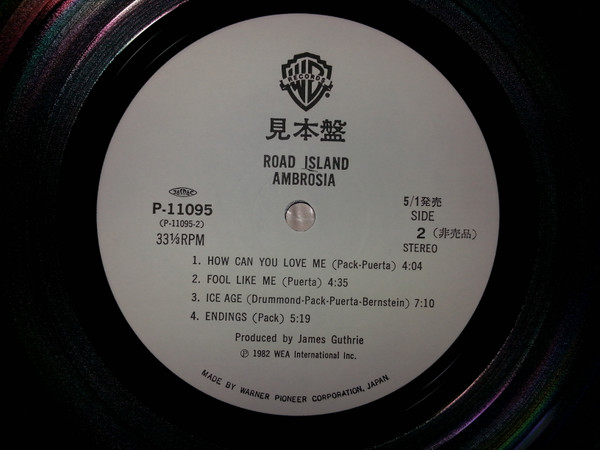 WB
RECORDS
見本盤
ROAD ISLAND
AMBROSIA
P-11095
(P-11095-2)
33⅓RPM
5/1発売
SIDE
2 (非売品)
STEREO
1. HOW CAN YOU LOVE ME (Pack-Puerta) 4:04
2. FOOL LIKE ME (Puerta) 4:35
3. ICE AGE (Drummond-Pack-Puerta-Bernstein) 7:10
4. ENDINGS (Pack) 5:19
Produced by James Guthrie
Ⓟ 1982 WEA International Inc.
MADE BY WARNER PIONEER CORPORATION, JAPAN.